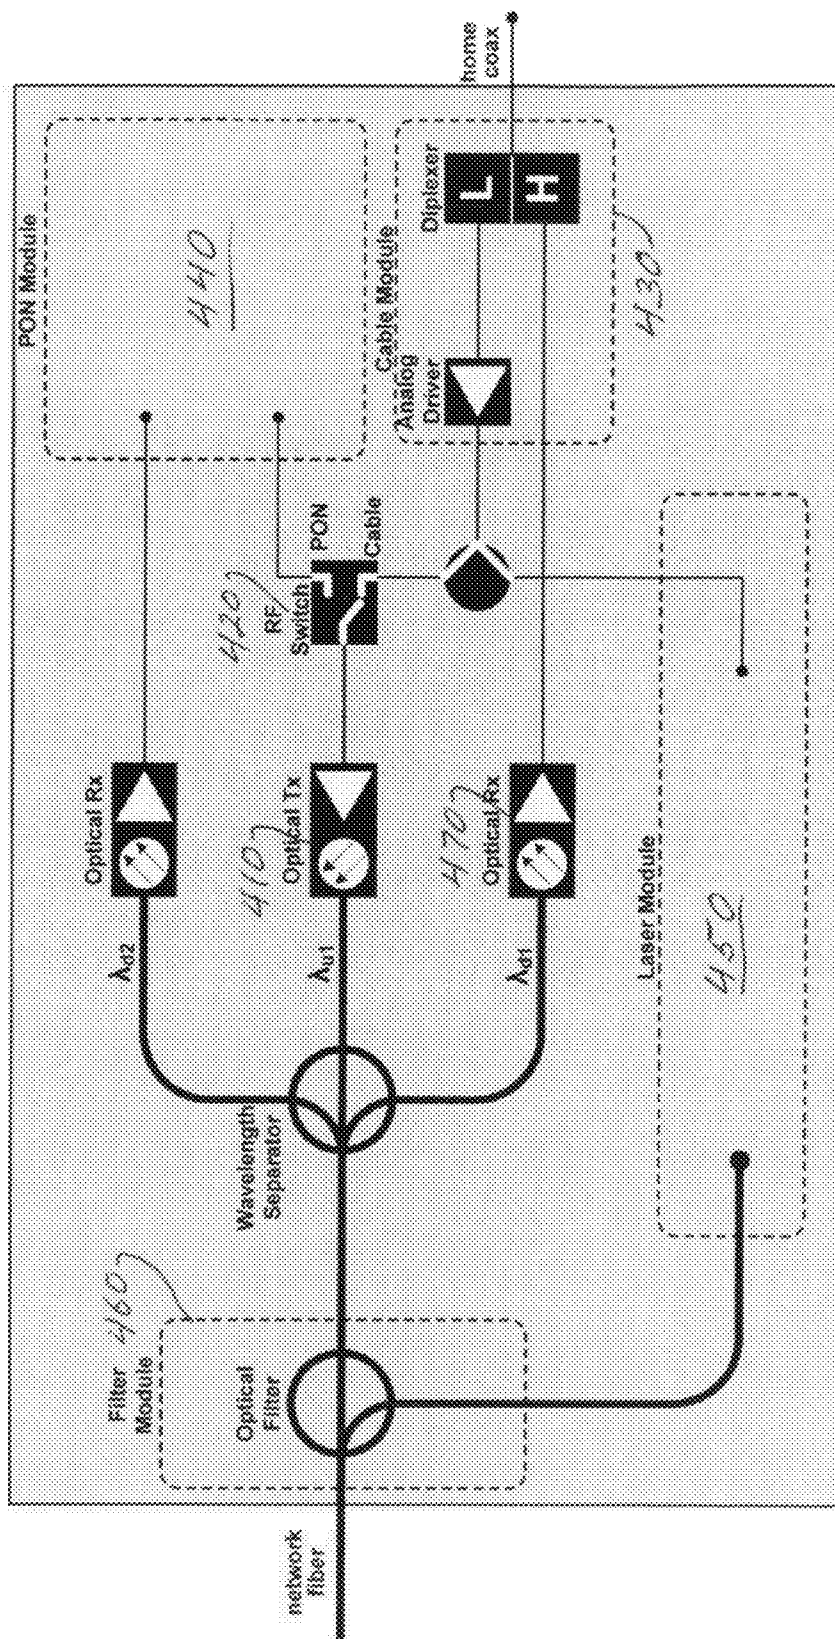 network
fiber
Filter
Module
460
Optical
Filter
Wavelength
Separator
λd2
λu1
λd1
Optical Rx
410
Optical Tx
470
Optical Rx
420
RF
Switch
PON
Cable
PON Module
440
Cable Module
Analog
Driver
Diplexer
L
H
430
home
coax
Laser Module
450